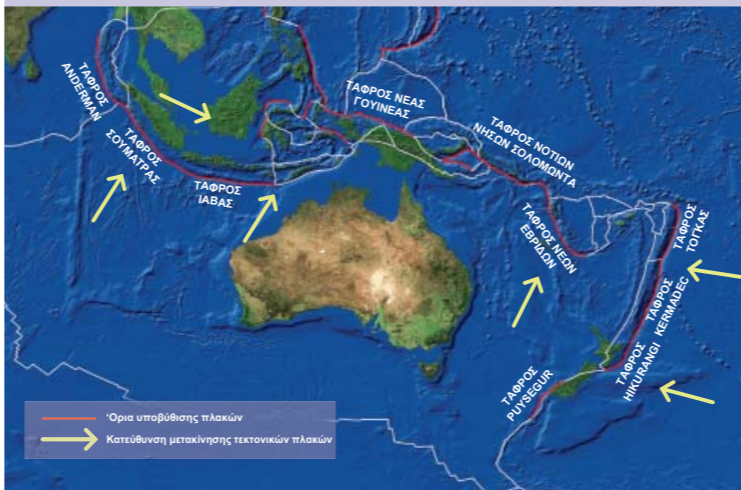 ΤΑΦΡΟΣ
ANDERMAN
ΤΑΦΡΟΣ
ΣΟΥΜΑΤΡΑΣ
ΤΑΦΡΟΣ
ΙΑΒΑΣ
ΤΑΦΡΟΣ ΝΕΑΣ
ΓΟΥΙΝΕΑΣ
ΤΑΦΡΟΣ ΝΟΤΙΩΝ
ΝΗΣΩΝ ΣΟΛΟΜΩΝΤΑ
ΤΑΦΡΟΣ ΝΕΩΝ
ΕΒΡΙΔΩΝ
ΤΑΦΡΟΣ
ΤΟΓΚΑΣ
ΤΑΦΡΟΣ
KERMADEC
ΤΑΦΡΟΣ
HIKURANGI
ΤΑΦΡΟΣ
PUYSEGUR
Όρια υποβύθισης πλακών
Κατεύθυνση μετακίνησης τεκτονικών πλακών